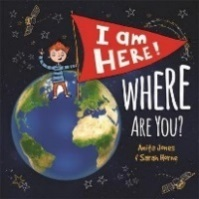 I am
HERE!
WHERE
ARE YOU?
Anita Jones
& Sarah Horne